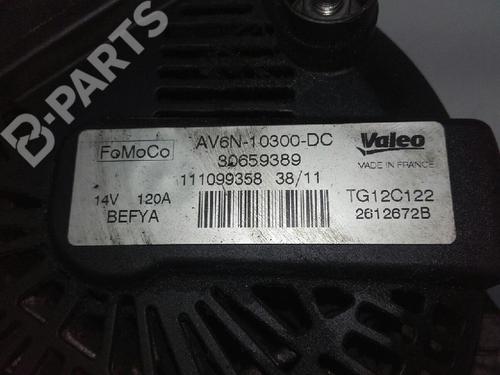 B-PARTS
FoMoCo
AV6N-10300-DC
30659389
111099358 38/11
14V 120A
BEFYA
Valeo
MADE IN FRANCE
TG12C122
2612672B